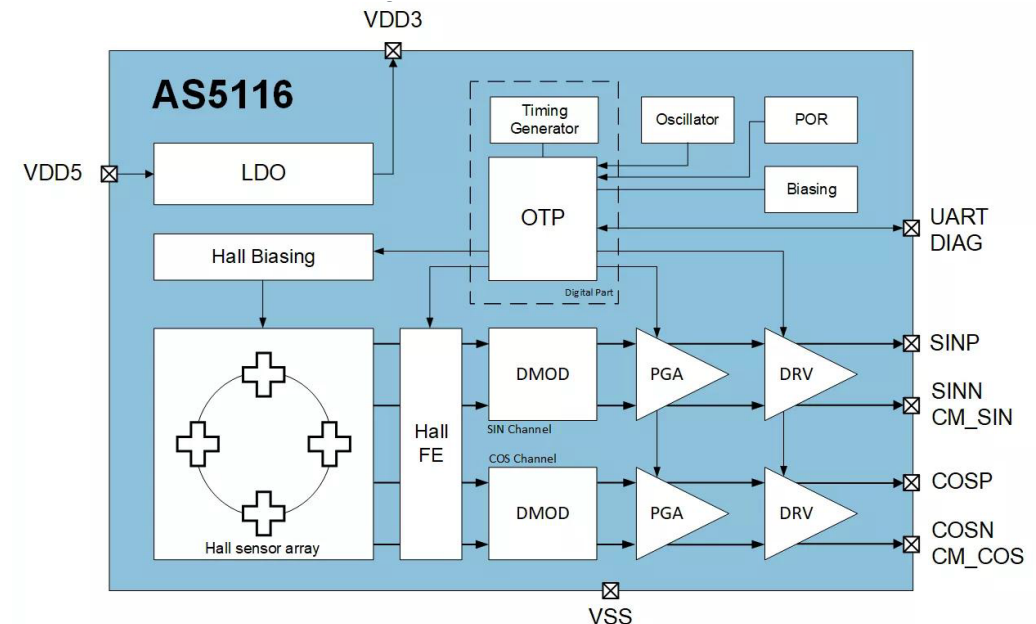 VDD3
AS5116
Timing
Generator
Oscillator
POR
VDD5
LDO
Biasing
OTP
UART
DIAG
Hall Biasing
Digital Part
SINP
DMOD
PGA
DRV
SINN
CM_SIN
SIN Channel
Hall
FE
COS Channel
COSP
DMOD
PGA
DRV
COSN
CM_COS
Hall sensor array
VSS